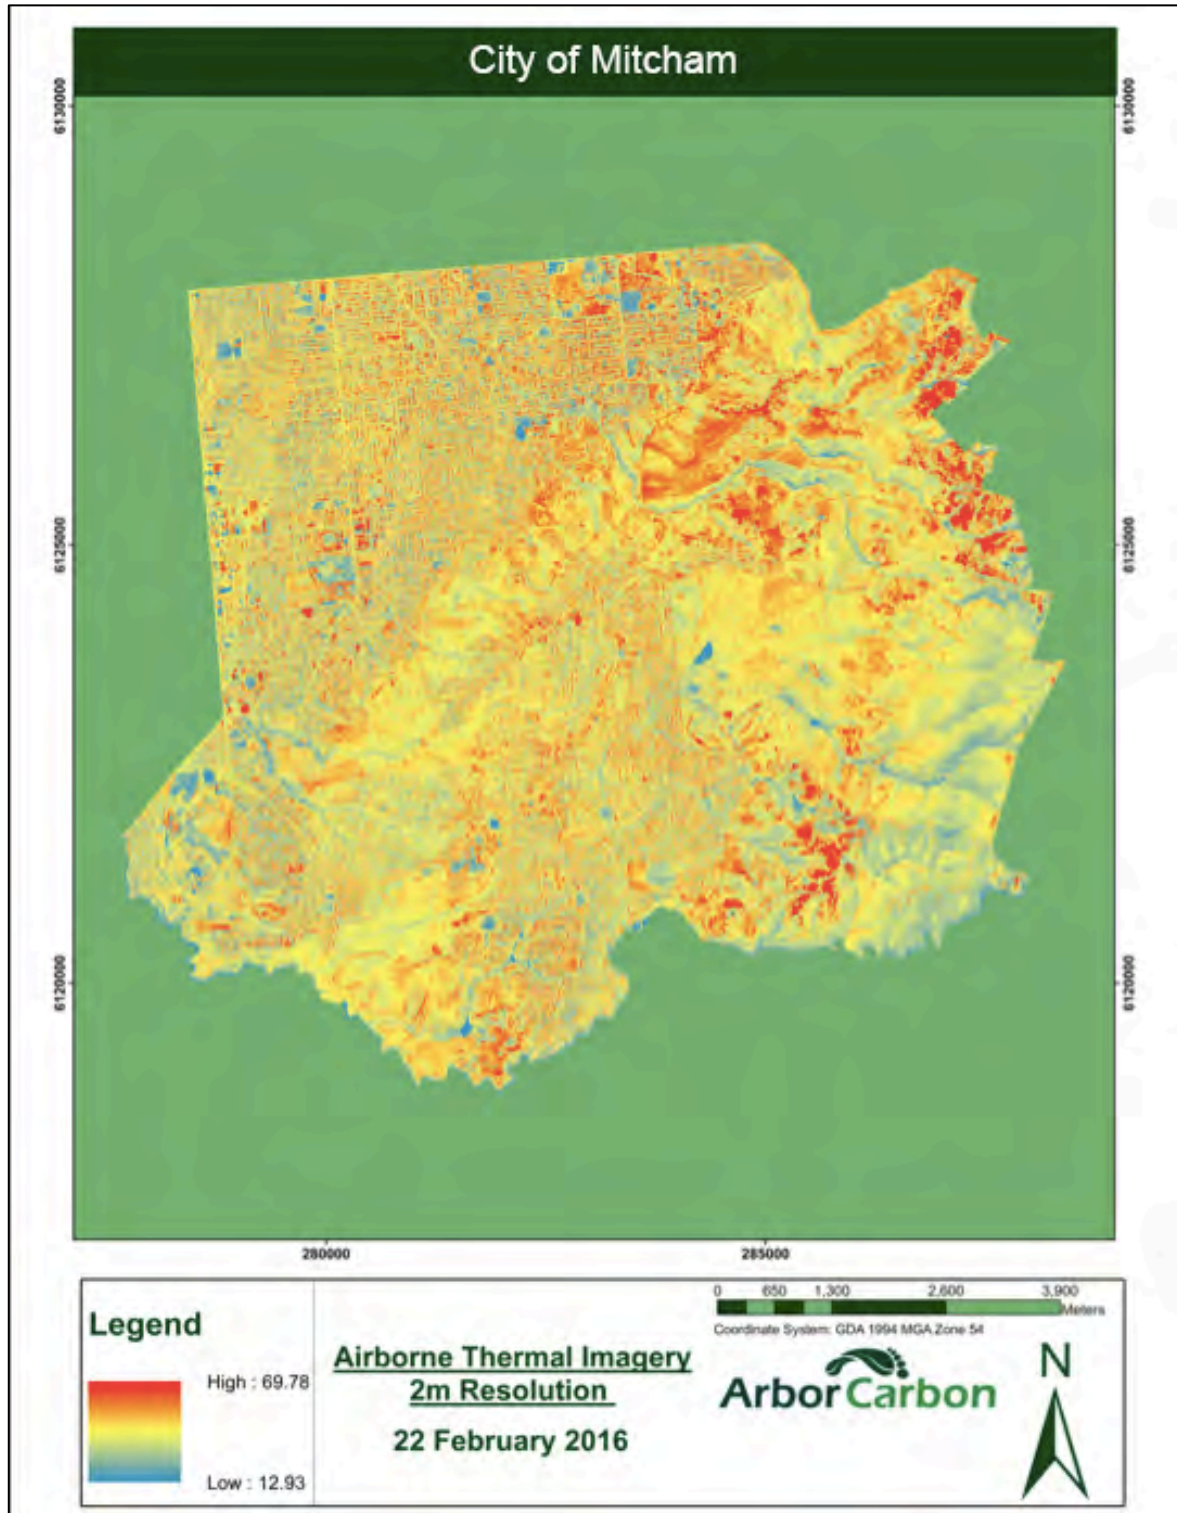 City of Mitcham
6130000
6130000
6125000
6125000
6120000
6120000
280000
285000
Legend
High : 69.78
Low : 12.93
Airborne Thermal Imagery
2m Resolution
22 February 2016
0 650 1,300 2,600 3,900
Meters
Coordinate System: GDA 1994 MGA Zone 54
ArborCarbon
N